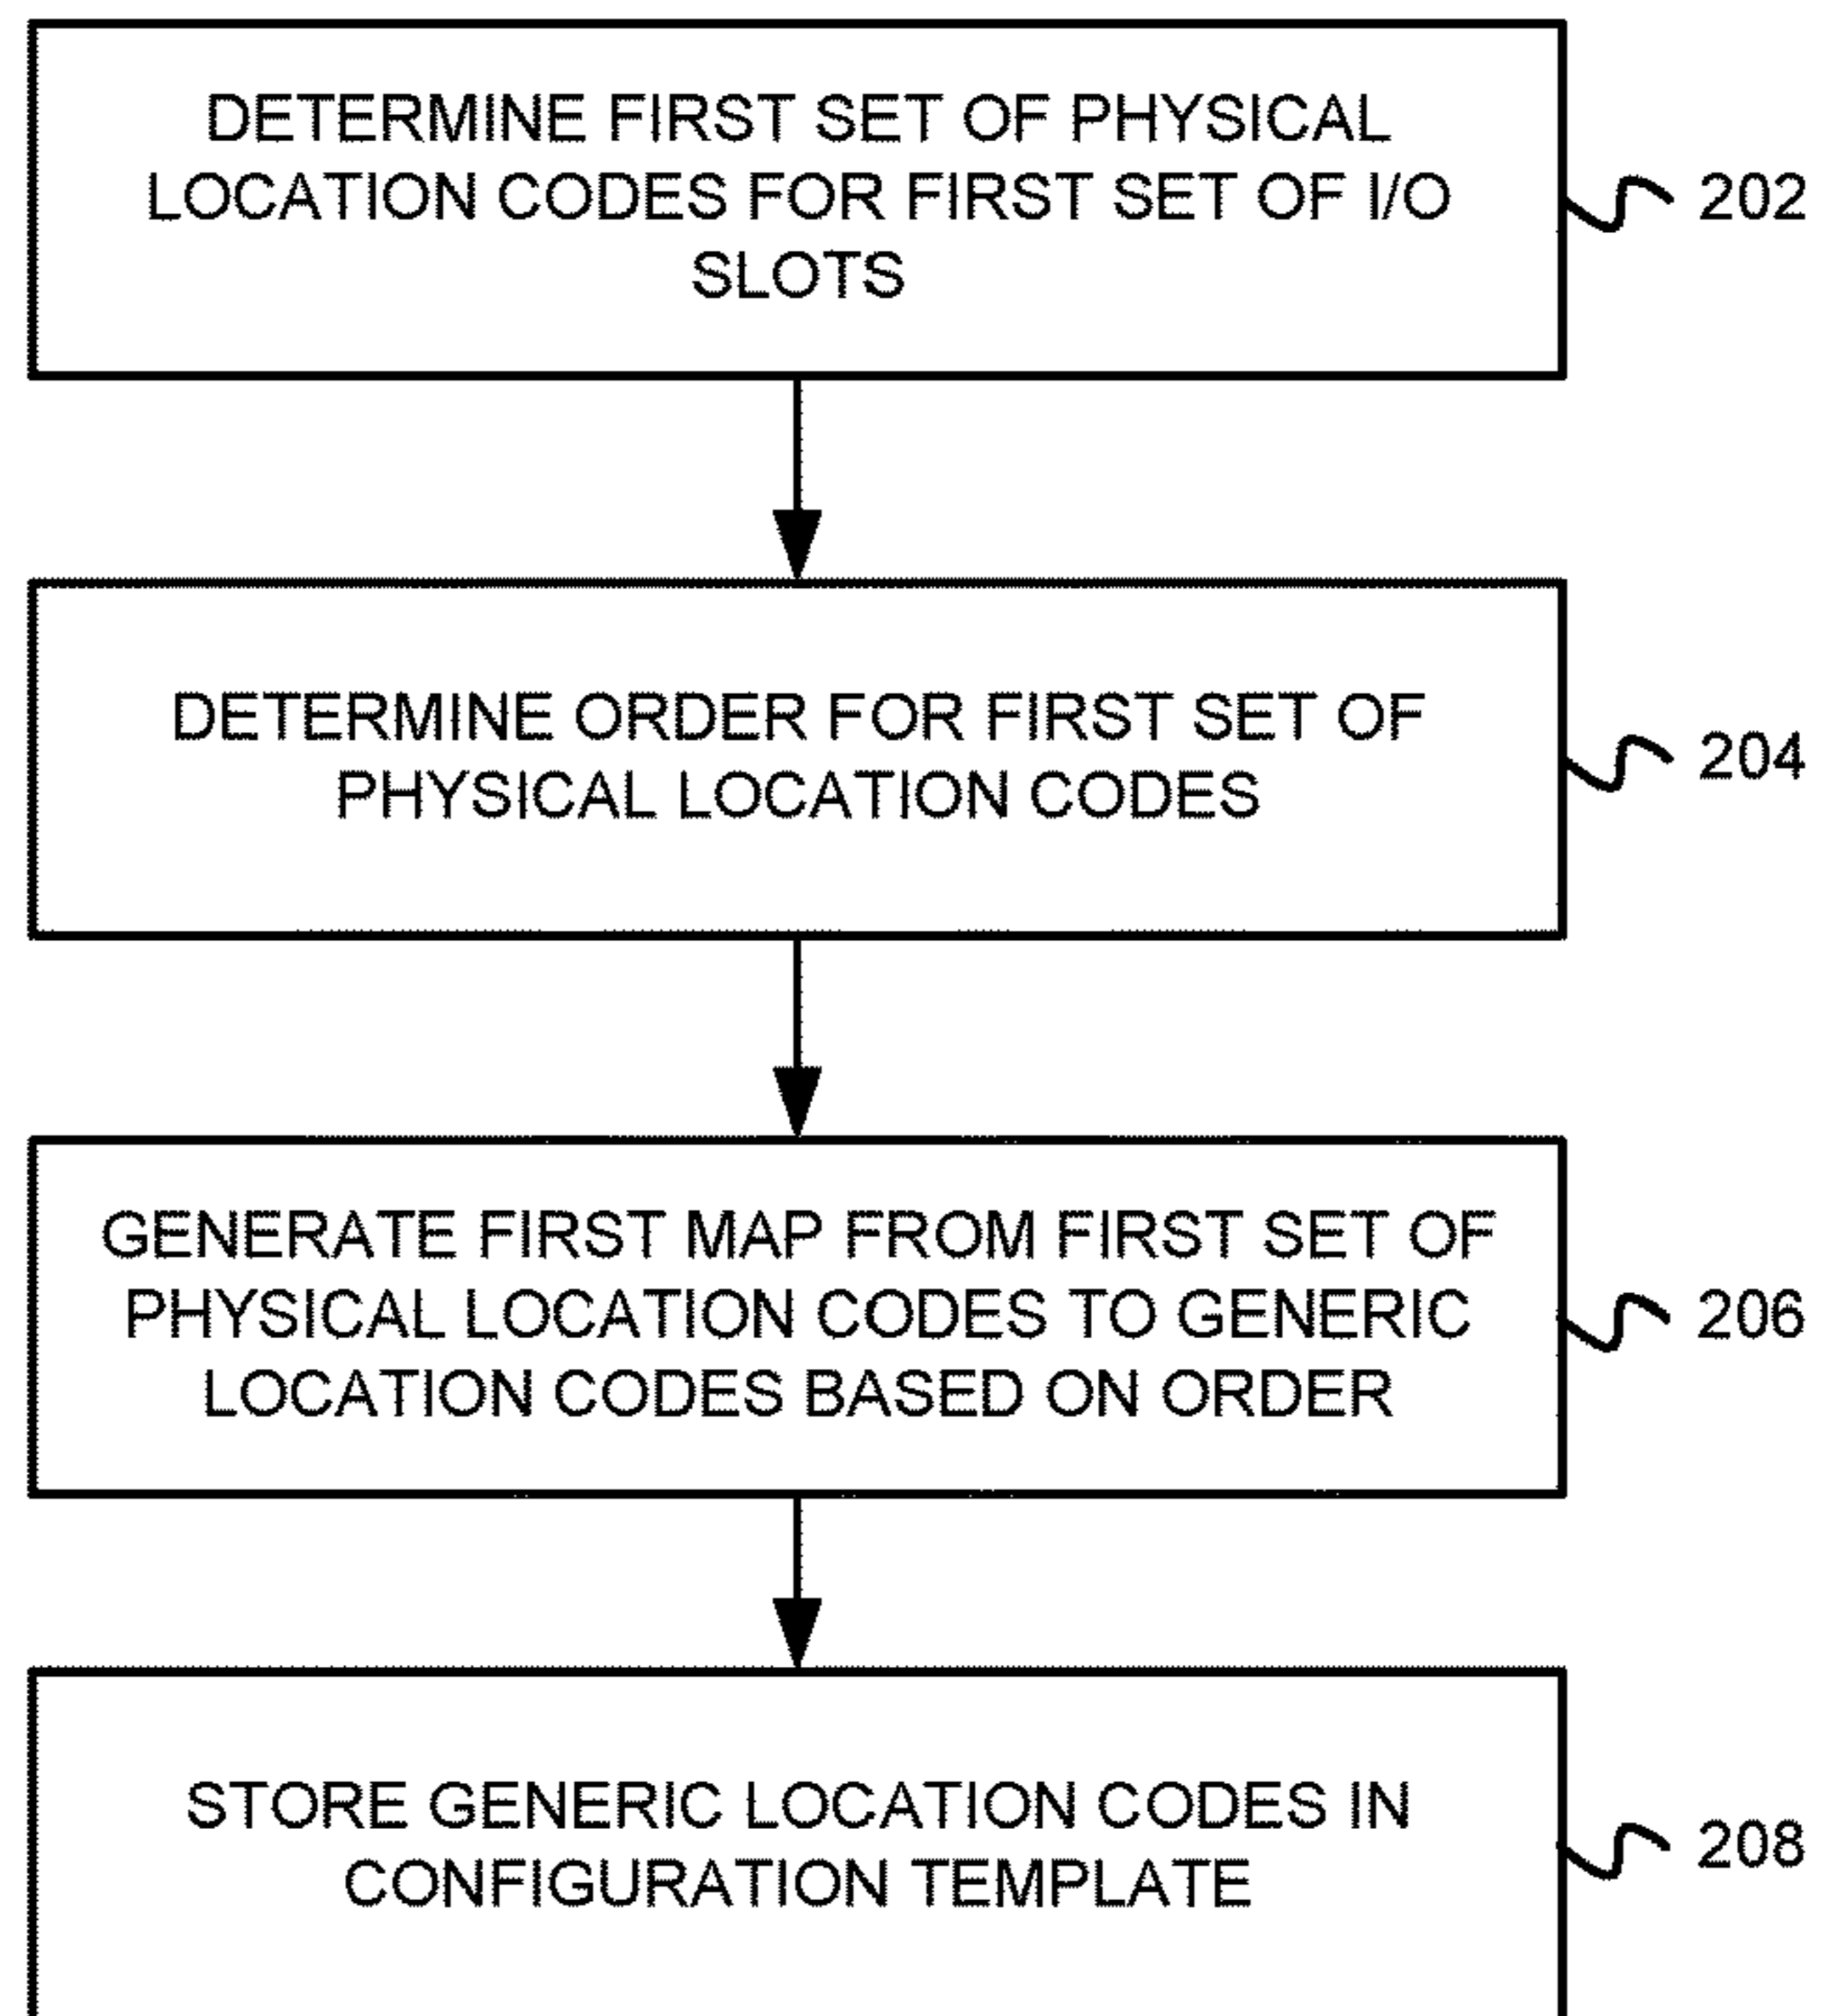 DETERMINE FIRST SET OF PHYSICAL
LOCATION CODES FOR FIRST SET OF I/O
SLOTS
202
DETERMINE ORDER FOR FIRST SET OF
PHYSICAL LOCATION CODES
204
GENERATE FIRST MAP FROM FIRST SET OF
PHYSICAL LOCATION CODES TO GENERIC
LOCATION CODES BASED ON ORDER
206
STORE GENERIC LOCATION CODES IN
CONFIGURATION TEMPLATE
208